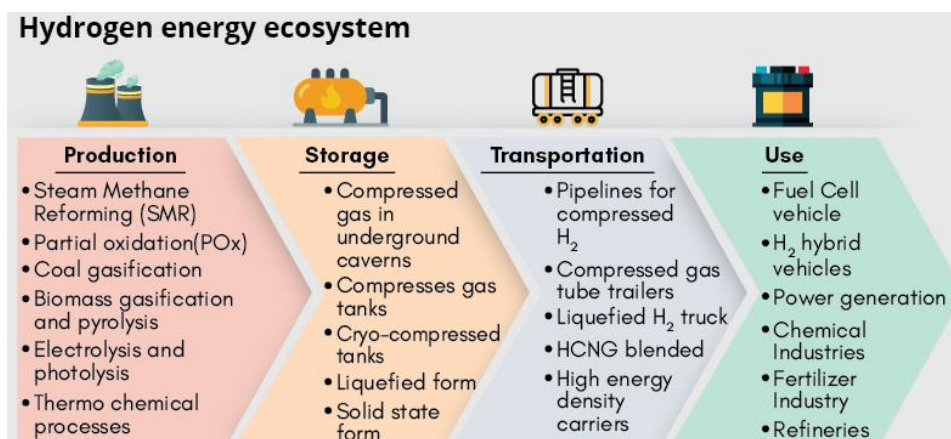 Hydrogen energy ecosystem
Production
• Steam Methane
Reforming (SMR)
• Partial oxidation(POx)
• Coal gasification
• Biomass gasification
and pyrolysis
• Electrolysis and
photolysis
• Thermo chemical
processes
Storage
• Compressed
gas in
underground
caverns
• Compresses gas
tanks
• Cryo-compressed
tanks
• Liquefied form
• Solid state
form
Transportation
• Pipelines for
compressed
H₂
• Compressed gas
tube trailers
• Liquefied H₂ truck
• HCNG blended
• High energy
density
carriers
Use
• Fuel Cell
vehicle
• H₂ hybrid
vehicles
• Power generation
• Chemical
Industries
• Fertilizer
Industry
• Refineries